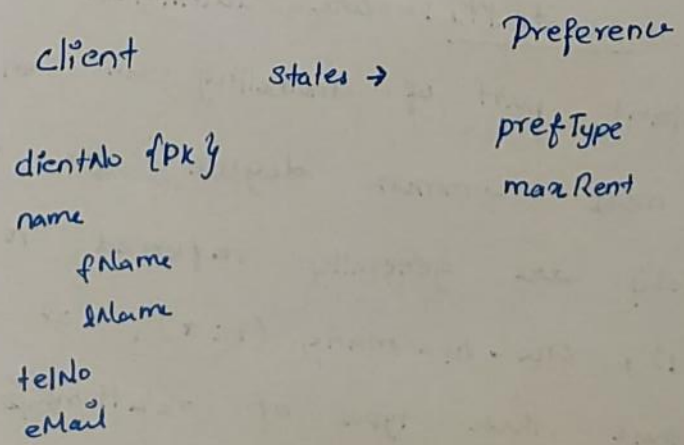 client
States →
Preference
clientNo {PK}
name
fName
lName
telNo
eMail
prefType
maxRent